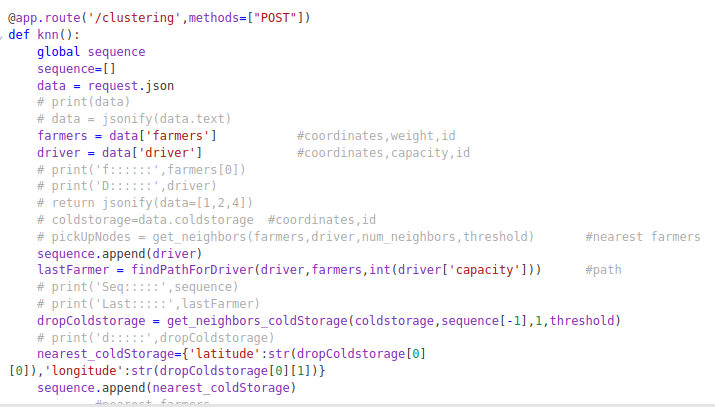 @app.route('/clustering',methods=["POST"])
def knn():
    global sequence
    sequence=[]
    data = request.json
    # print(data)
    # data = jsonify(data.text)
    farmers = data['farmers']           #coordinates,weight,id
    driver = data['driver']             #coordinates,capacity,id
    # print('f::::::',farmers[0])
    # print('D::::::',driver)
    # return jsonify(data=[1,2,4])
    # coldstorage=data.coldstorage  #coordinates,id
    # pickUpNodes = get_neighbors(farmers,driver,num_neighbors,threshold)       #nearest farmers
    sequence.append(driver)
    lastFarmer = findPathForDriver(driver,farmers,int(driver['capacity']))      #path
    # print('Seq:::::',sequence)
    # print('Last:::::',lastFarmer)
    dropColdstorage = get_neighbors_coldStorage(coldstorage,sequence[-1],1,threshold)
    # print('d:::::',dropColdstorage)
    nearest_coldStorage={'latitude':str(dropColdstorage[0]
[0]),'longitude':str(dropColdstorage[0][1])}
    sequence.append(nearest_coldStorage)
            #nearest farmers